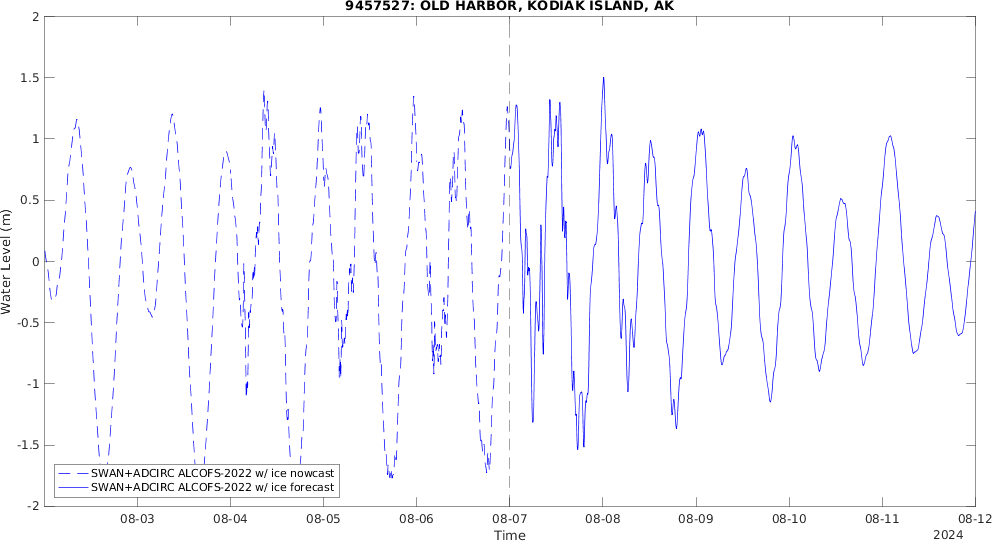 9457527: OLD HARBOR, KODIAK ISLAND, AK
2
1.5
1
0.5
0
-0.5
-1
-1.5
-2
Water Level (m)
SWAN+ADCIRC ALCOFS-2022 w/ ice nowcast
SWAN+ADCIRC ALCOFS-2022 w/ ice forecast
08-03 08-04 08-05 08-06 08-07 08-08 08-09 08-10 08-11 08-12
Time
2024